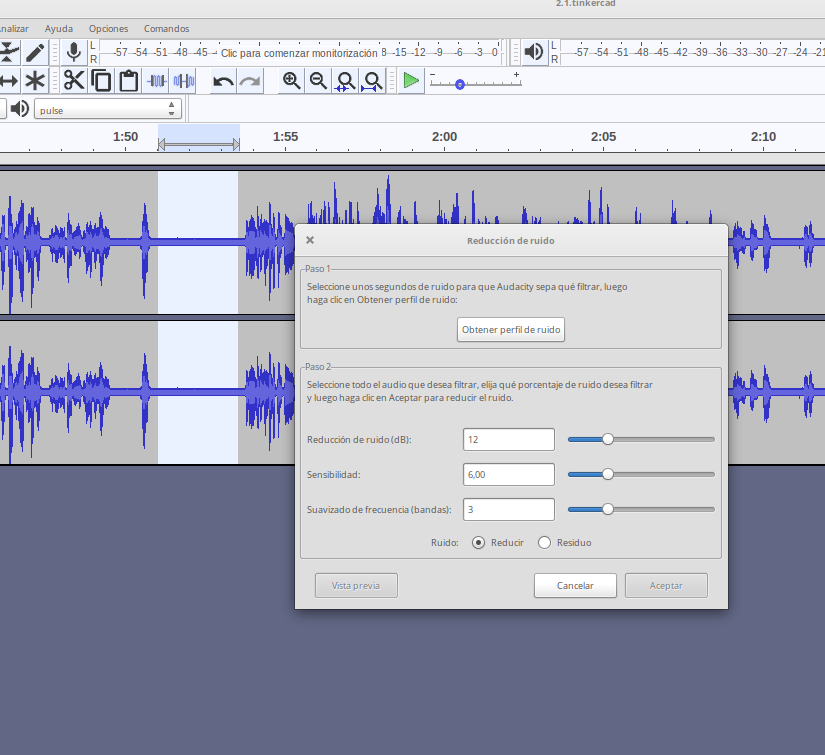 2.1.tinkercad
nalizar Ayuda Opciones Comandos
L
R
-57 -54 -51 -48 -45 - Clic para comenzar monitorización 8 -15 -12 -9 -6 -3 0
L
R
-57 -54 -51 -48 -45 -42 -39 -36 -33 -30 -27 -24 -21
- +
pulse
1:50 1:55 2:00 2:05 2:10
Reducción de ruido
Paso 1
Seleccione unos segundos de ruido para que Audacity sepa qué filtrar, luego
haga clic en Obtener perfil de ruido:
Obtener perfil de ruido
Paso 2
Seleccione todo el audio que desea filtrar, elija qué porcentaje de ruido desea filtrar
y luego haga clic en Aceptar para reducir el ruido.
Reducción de ruido (dB): 12
Sensibilidad: 6,00
Suavizado de frecuencia (bandas): 3
Ruido: Reducir Residuo
Vista previa Cancelar Aceptar